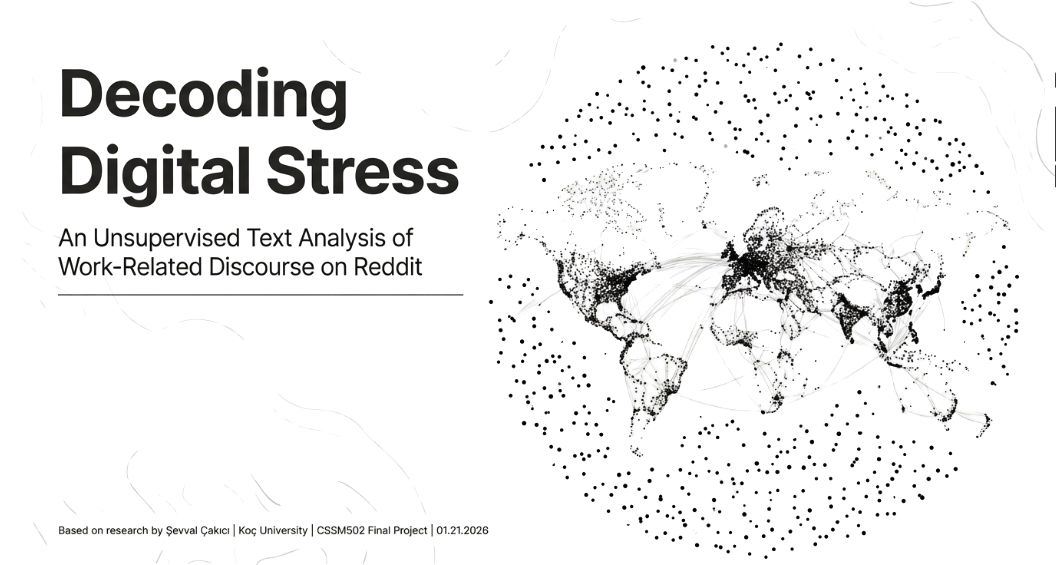 Decoding
Digital Stress
An Unsupervised Text Analysis of
Work-Related Discourse on Reddit
Based on research by Şevval Çakıcı | Koç University | CSSM502 Final Project | 01.21.2026